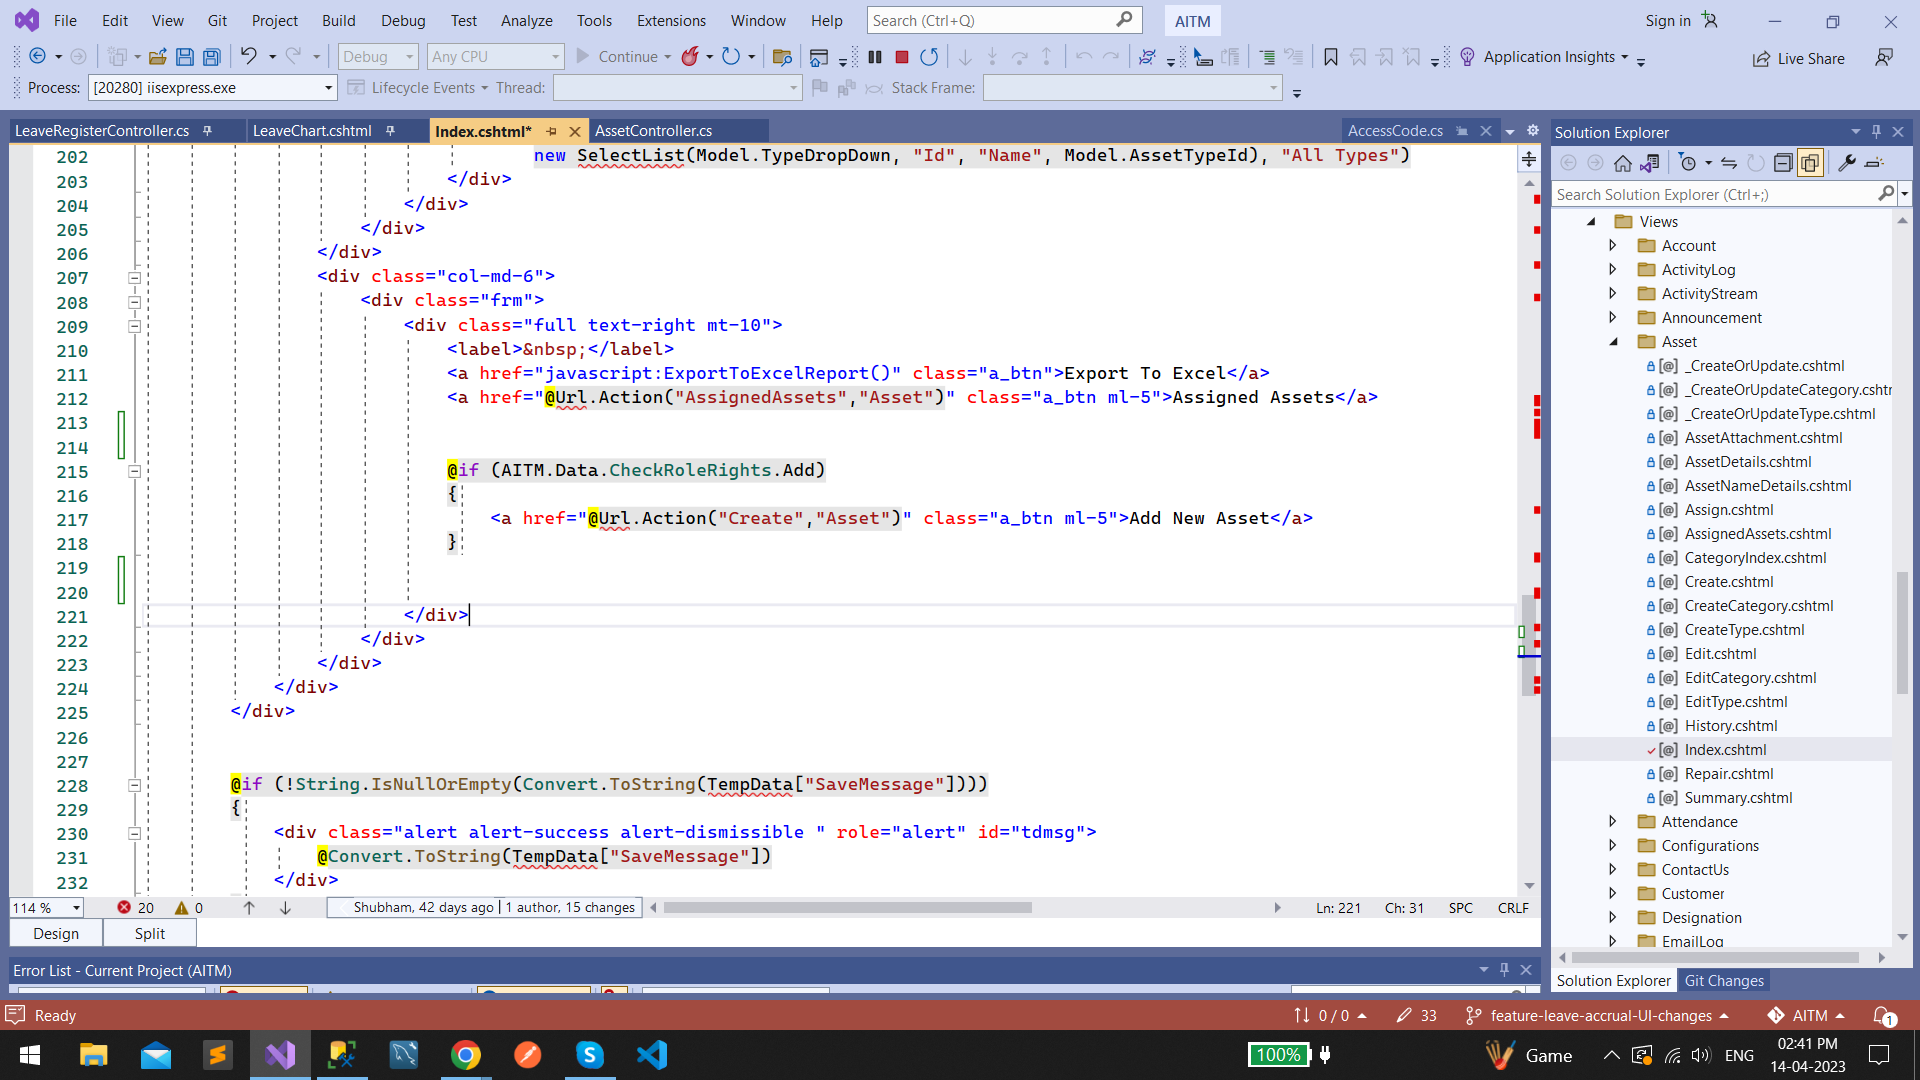 File Edit View Git Project Build Debug Test Analyze Tools Extensions Window Help Search (Ctrl+Q) AITM Sign in
Debug Any CPU Continue Application Insights Live Share
Process: [20280] iisexpress.exe Lifecycle Events Thread: Stack Frame:
LeaveRegisterController.cs LeaveChart.cshtml Index.cshtml* AssetController.cs AccessCode.cs
202 new SelectList(Model.TypeDropDown, "Id", "Name", Model.AssetTypeId), "All Types")
203 </div>
204 </div>
205 </div>
206 </div>
207 <div class="col-md-6">
208 <div class="frm">
209 <div class="full text-right mt-10">
210 <label>&nbsp;</label>
211 <a href="javascript:ExportToExcelReport()" class="a_btn">Export To Excel</a>
212 <a href="@Url.Action("AssignedAssets","Asset")" class="a_btn ml-5">Assigned Assets</a>
213
214
215 @if (AITM.Data.CheckRoleRights.Add)
216 {
217 <a href="@Url.Action("Create","Asset")" class="a_btn ml-5">Add New Asset</a>
218 }
219
220
221 </div>
222 </div>
223 </div>
224 </div>
225 </div>
226
227
228 @if (!String.IsNullOrEmpty(Convert.ToString(TempData["SaveMessage"])))
229 {
230 <div class="alert alert-success alert-dismissible " role="alert" id="tdmsg">
231 @Convert.ToString(TempData["SaveMessage"])
232 </div>
114 % 20 0 Shubham, 42 days ago | 1 author, 15 changes Ln: 221 Ch: 31 SPC CRLF
Design Split
Error List - Current Project (AITM)
Solution Explorer
Search Solution Explorer (Ctrl+;)
Views
Account
ActivityLog
ActivityStream
Announcement
Asset
[@] _CreateOrUpdate.cshtml
[@] _CreateOrUpdateCategory.cshtm
[@] _CreateOrUpdateType.cshtml
[@] AssetAttachment.cshtml
[@] AssetDetails.cshtml
[@] AssetNameDetails.cshtml
[@] Assign.cshtml
[@] AssignedAssets.cshtml
[@] CategoryIndex.cshtml
[@] Create.cshtml
[@] CreateCategory.cshtml
[@] CreateType.cshtml
[@] Edit.cshtml
[@] EditCategory.cshtml
[@] EditType.cshtml
[@] History.cshtml
[@] Index.cshtml
[@] Repair.cshtml
[@] Summary.cshtml
Attendance
Configurations
ContactUs
Customer
Designation
EmailLog
Solution Explorer Git Changes
Ready 0 / 0 33 feature-leave-accrual-UI-changes AITM 1
100% Game ENG 02:41 PM
14-04-2023